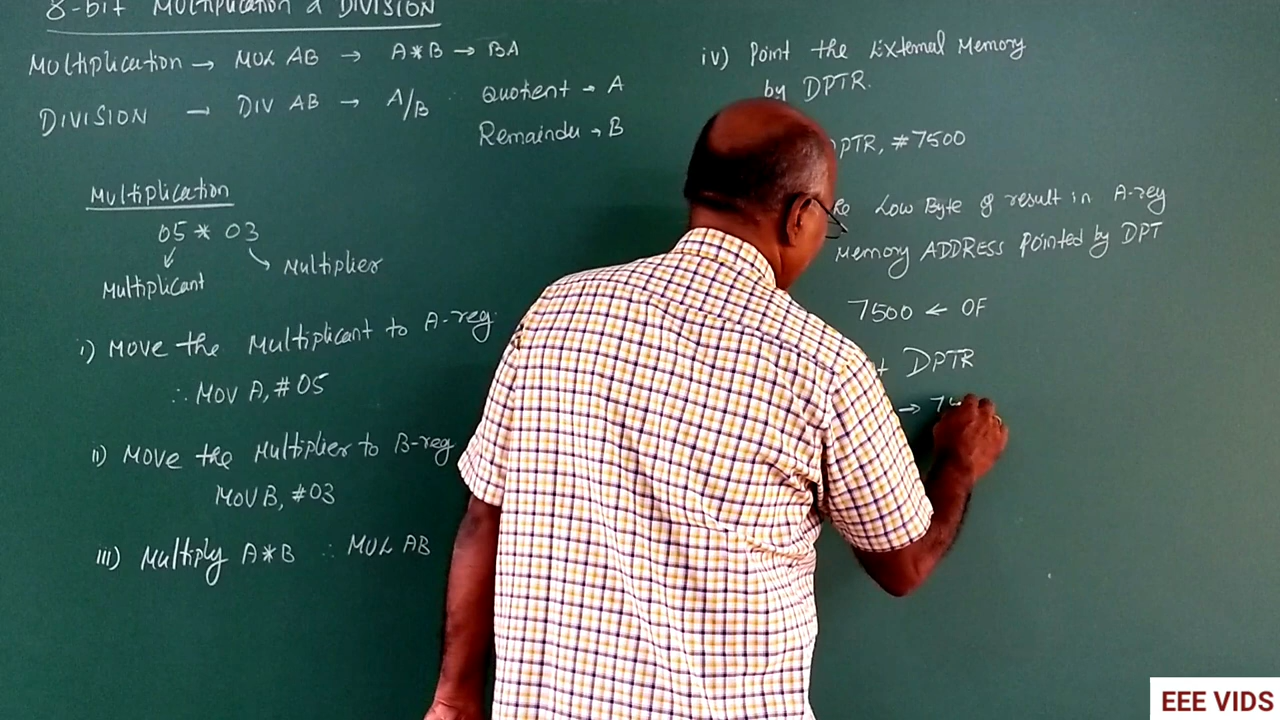 8-bit Multiplication & DIVISION
Multiplication → MUL AB → A*B → BA
DIVISION → DIV AB → A/B Quotient → A
Remainder → B
Multiplication
05 * 03
Multiplier
Multiplicant
i) Move the Multiplicant to A-reg.
∴ MOV A, #05
ii) Move the Multiplier to B-reg
MOV B, #03
iii) Multiply A*B ∴ MUL AB
iv) Point the External Memory
by DPTR.
DPTR, #7500
Low Byte of result in A-reg
Memory ADDRESS pointed by DPT
7500 ← 0F
DPTR
→ 75
EEE VIDS